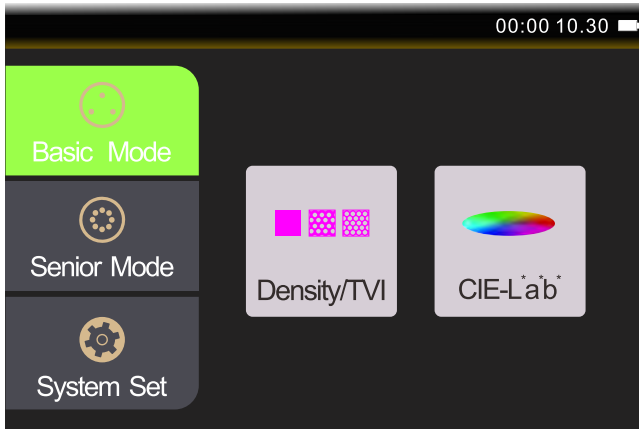 00:00 10.30
Basic Mode
Senior Mode
System Set
Density/TVI
CIE-L*a*b*